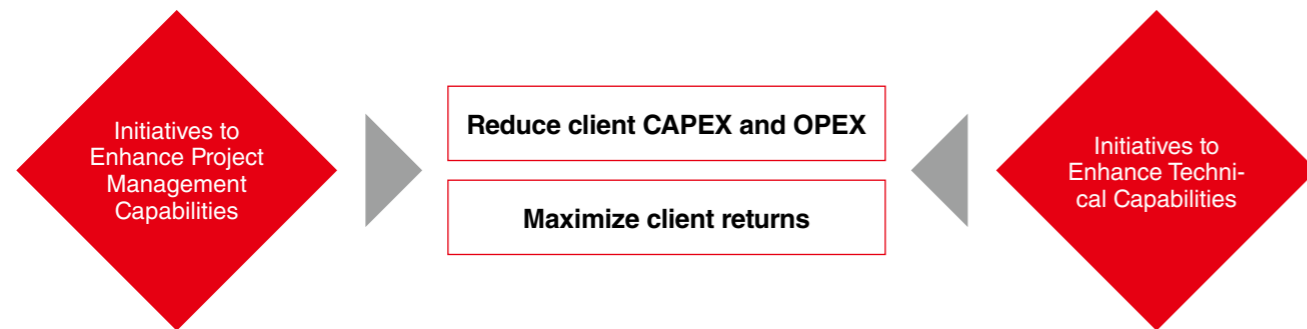 Initiatives to
Enhance Project
Management
Capabilities
Reduce client CAPEX and OPEX
Maximize client returns
Initiatives to
Enhance Techni-
cal Capabilities